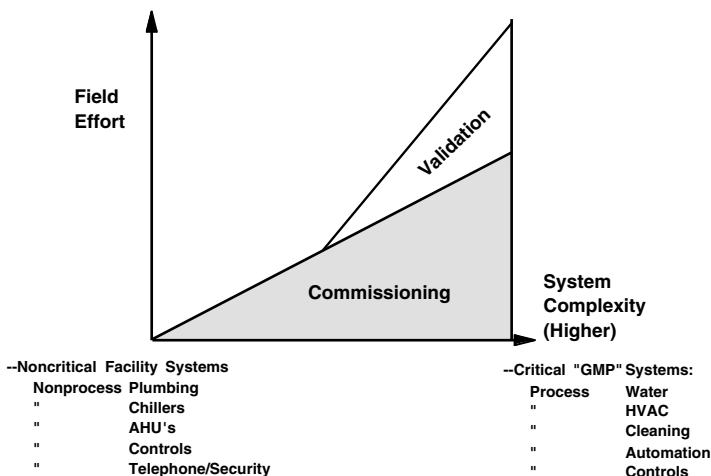 Field
Effort
Validation
Commissioning
System
Complexity
(Higher)
--Noncritical Facility Systems
Nonprocess Plumbing
" Chillers
" AHU's
" Controls
" Telephone/Security
--Critical "GMP" Systems:
Process Water
" HVAC
" Cleaning
" Automation
" Controls